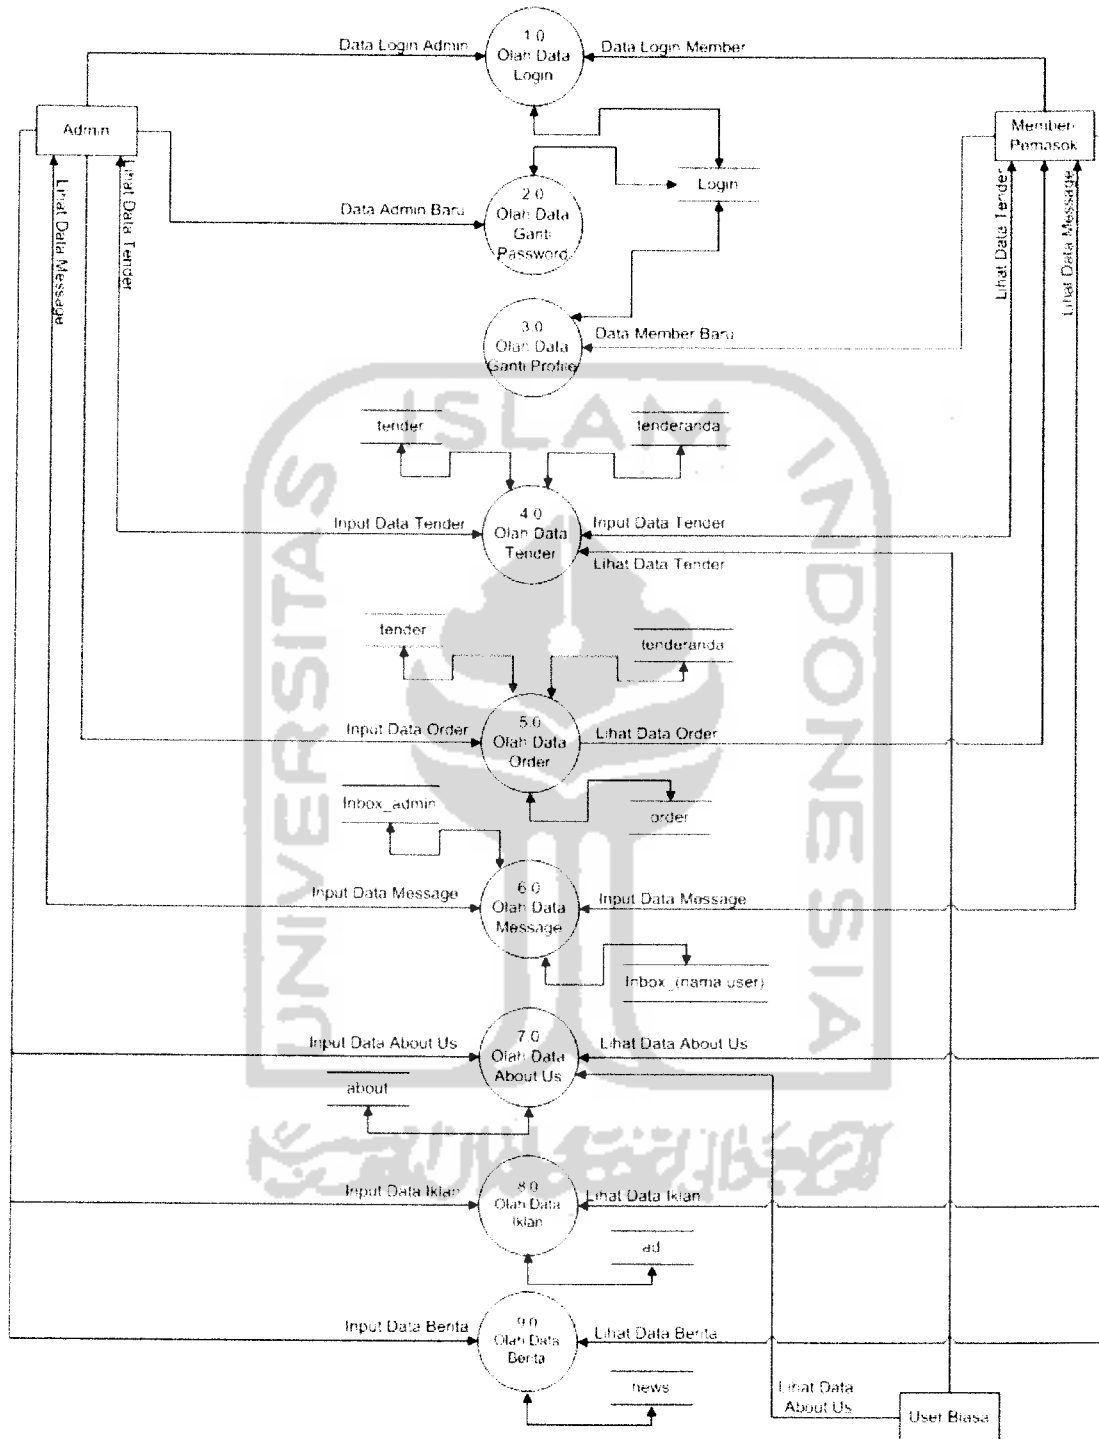 1.0
Olah Data
Login
Data Login Admin
Data Login Member
Admin
Member-
Pemasok
Login
Lihat Data Message
Lihat Data Tender
Lihat Data Tender
Lihat Data Message
2.0
Olah Data
Ganti
Password
Data Admin Baru
3.0
Olah Data
Ganti Profile
Data Member Baru
ISLAM
UNIVERSITAS
INDONESIA
tender
tenderanda
4.0
Olah Data
Tender
Input Data Tender
Input Data Tender
Lihat Data Tender
tender
tenderanda
5.0
Olah Data
Order
Input Data Order
Lihat Data Order
Inbox_admin
order
6.0
Olah Data
Message
Input Data Message
Input Data Message
Inbox_(nama user)
7.0
Olah Data
About Us
Input Data About Us
Lihat Data About Us
about
8.0
Olah Data
Iklan
Input Data Iklan
Lihat Data Iklan
ad
9.0
Olah Data
Berita
Input Data Berita
Lihat Data Berita
news
Lihat Data
About Us
User Biasa